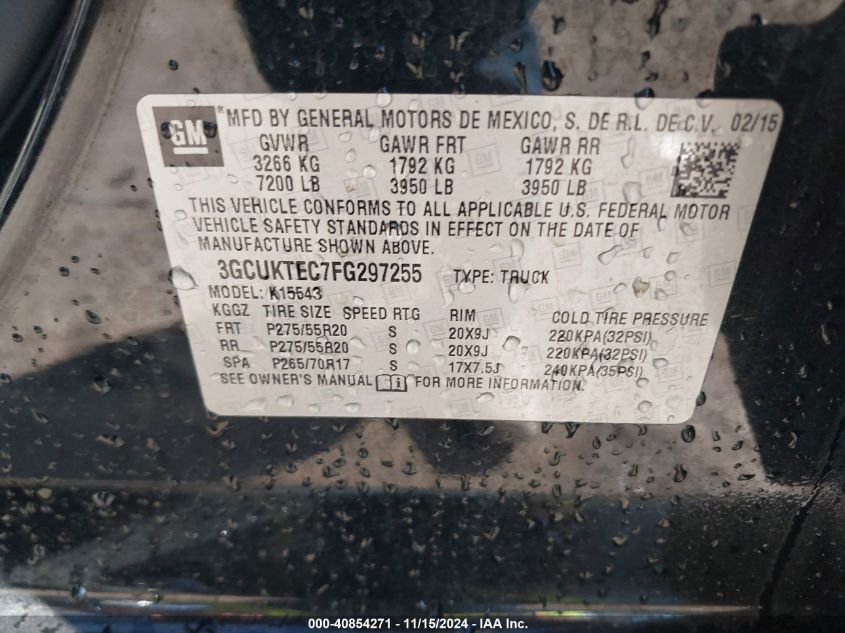 GM ® MFD BY GENERAL MOTORS DE MEXICO, S. DE R.L. DE C.V. 02/15
GVWR GAWR FRT GAWR RR
3266 KG 1792 KG 1792 KG
7200 LB 3950 LB 3950 LB
THIS VEHICLE CONFORMS TO ALL APPLICABLE U.S. FEDERAL MOTOR
VEHICLE SAFETY STANDARDS IN EFFECT ON THE DATE OF
MANUFACTURE SHOWN ABOVE.
3GCUKTEC7FG297255 TYPE: TRUCK
MODEL: K15543
KGGZ TIRE SIZE SPEED RTG RIM COLD TIRE PRESSURE
FRT P275/55R20 S 20X9J 220KPA(32PSI)
RR P275/55R20 S 20X9J 220KPA(32PSI)
SPA P265/70R17 S 17X7.5J 240KPA(35PSI)
SEE OWNER'S MANUAL FOR MORE INFORMATION.
000-40854271 - 11/15/2024 - IAAI Inc.